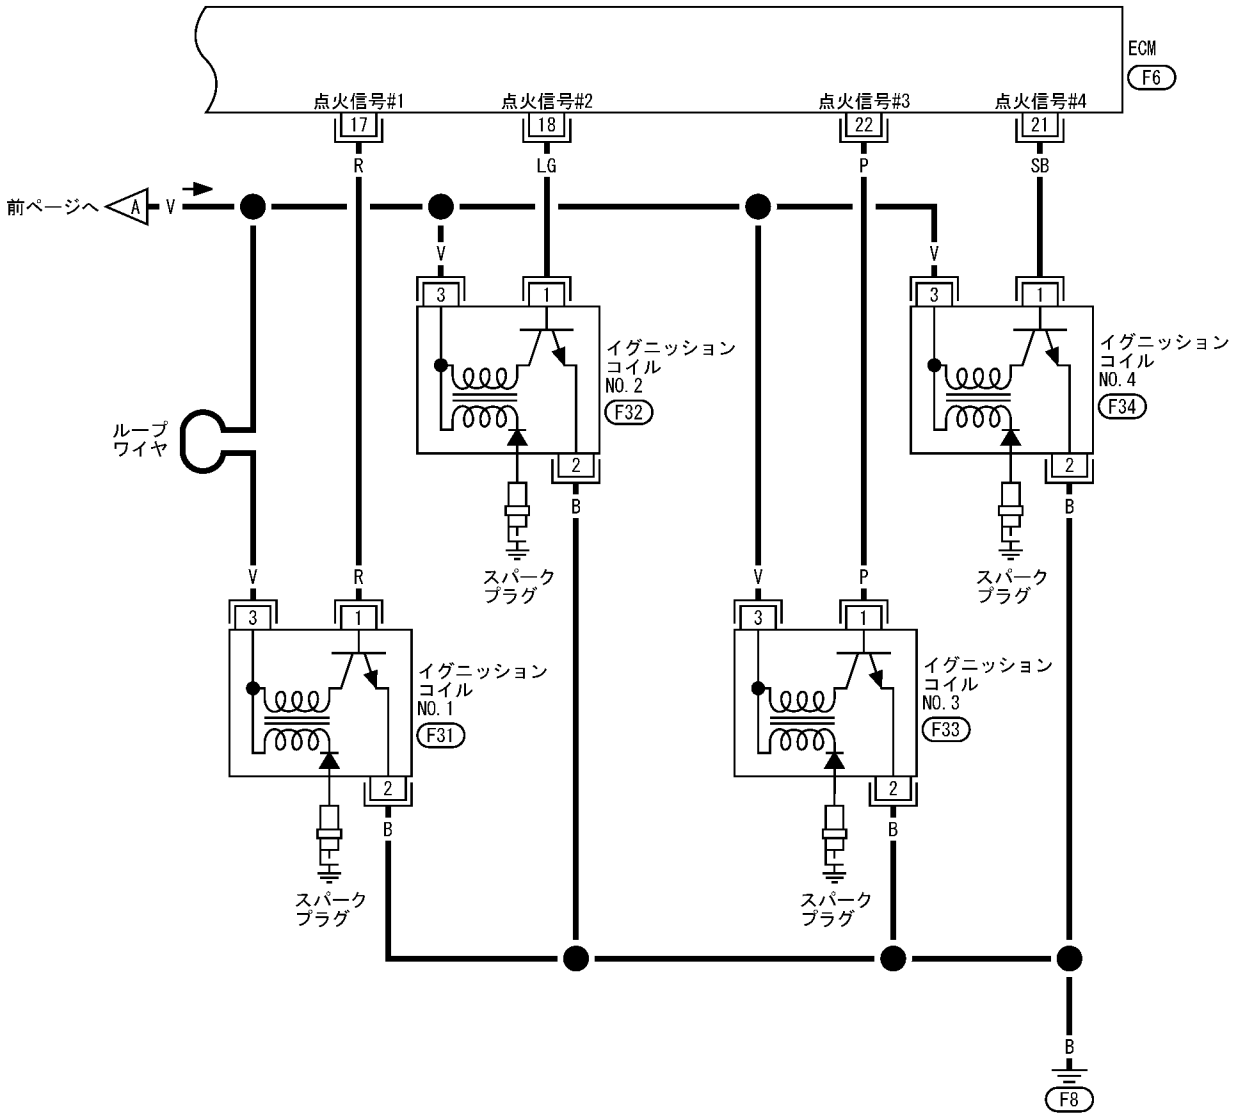 ECM
F6
点火信号#1
点火信号#2
点火信号#3
点火信号#4
17
18
22
21
R
LG
P
SB
前ページへ
A
V
V
V
3
1
3
1
イグニッション
コイル
NO. 2
F32
イグニッション
コイル
NO. 4
F34
ループ
ワイヤ
2
2
B
B
スパーク
プラグ
スパーク
プラグ
V
R
V
P
3
1
3
1
イグニッション
コイル
NO. 1
F31
イグニッション
コイル
NO. 3
F33
2
2
B
B
スパーク
プラグ
スパーク
プラグ
B
F8